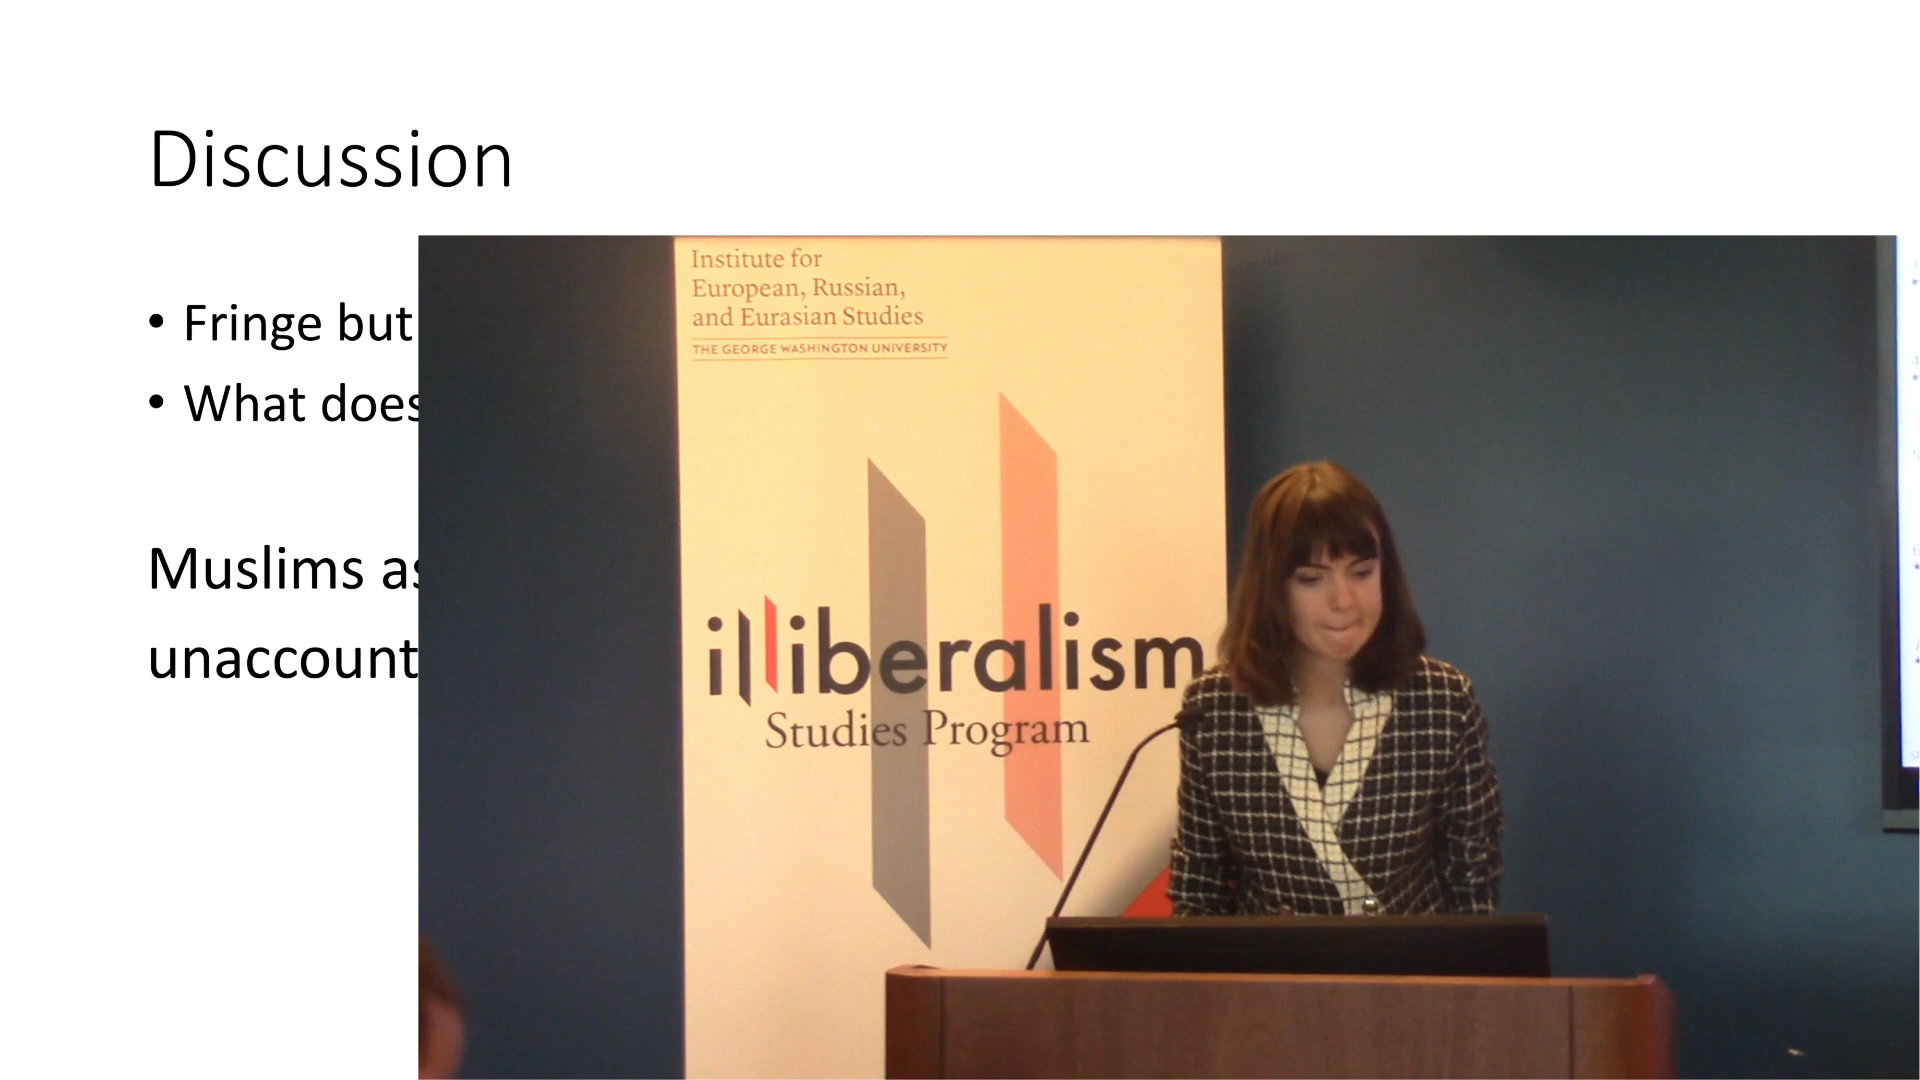 Discussion
• Fringe but
• What does
Muslims as
unaccount
Institute for
European, Russian,
and Eurasian Studies
THE GEORGE WASHINGTON UNIVERSITY
illiberalism
Studies Program